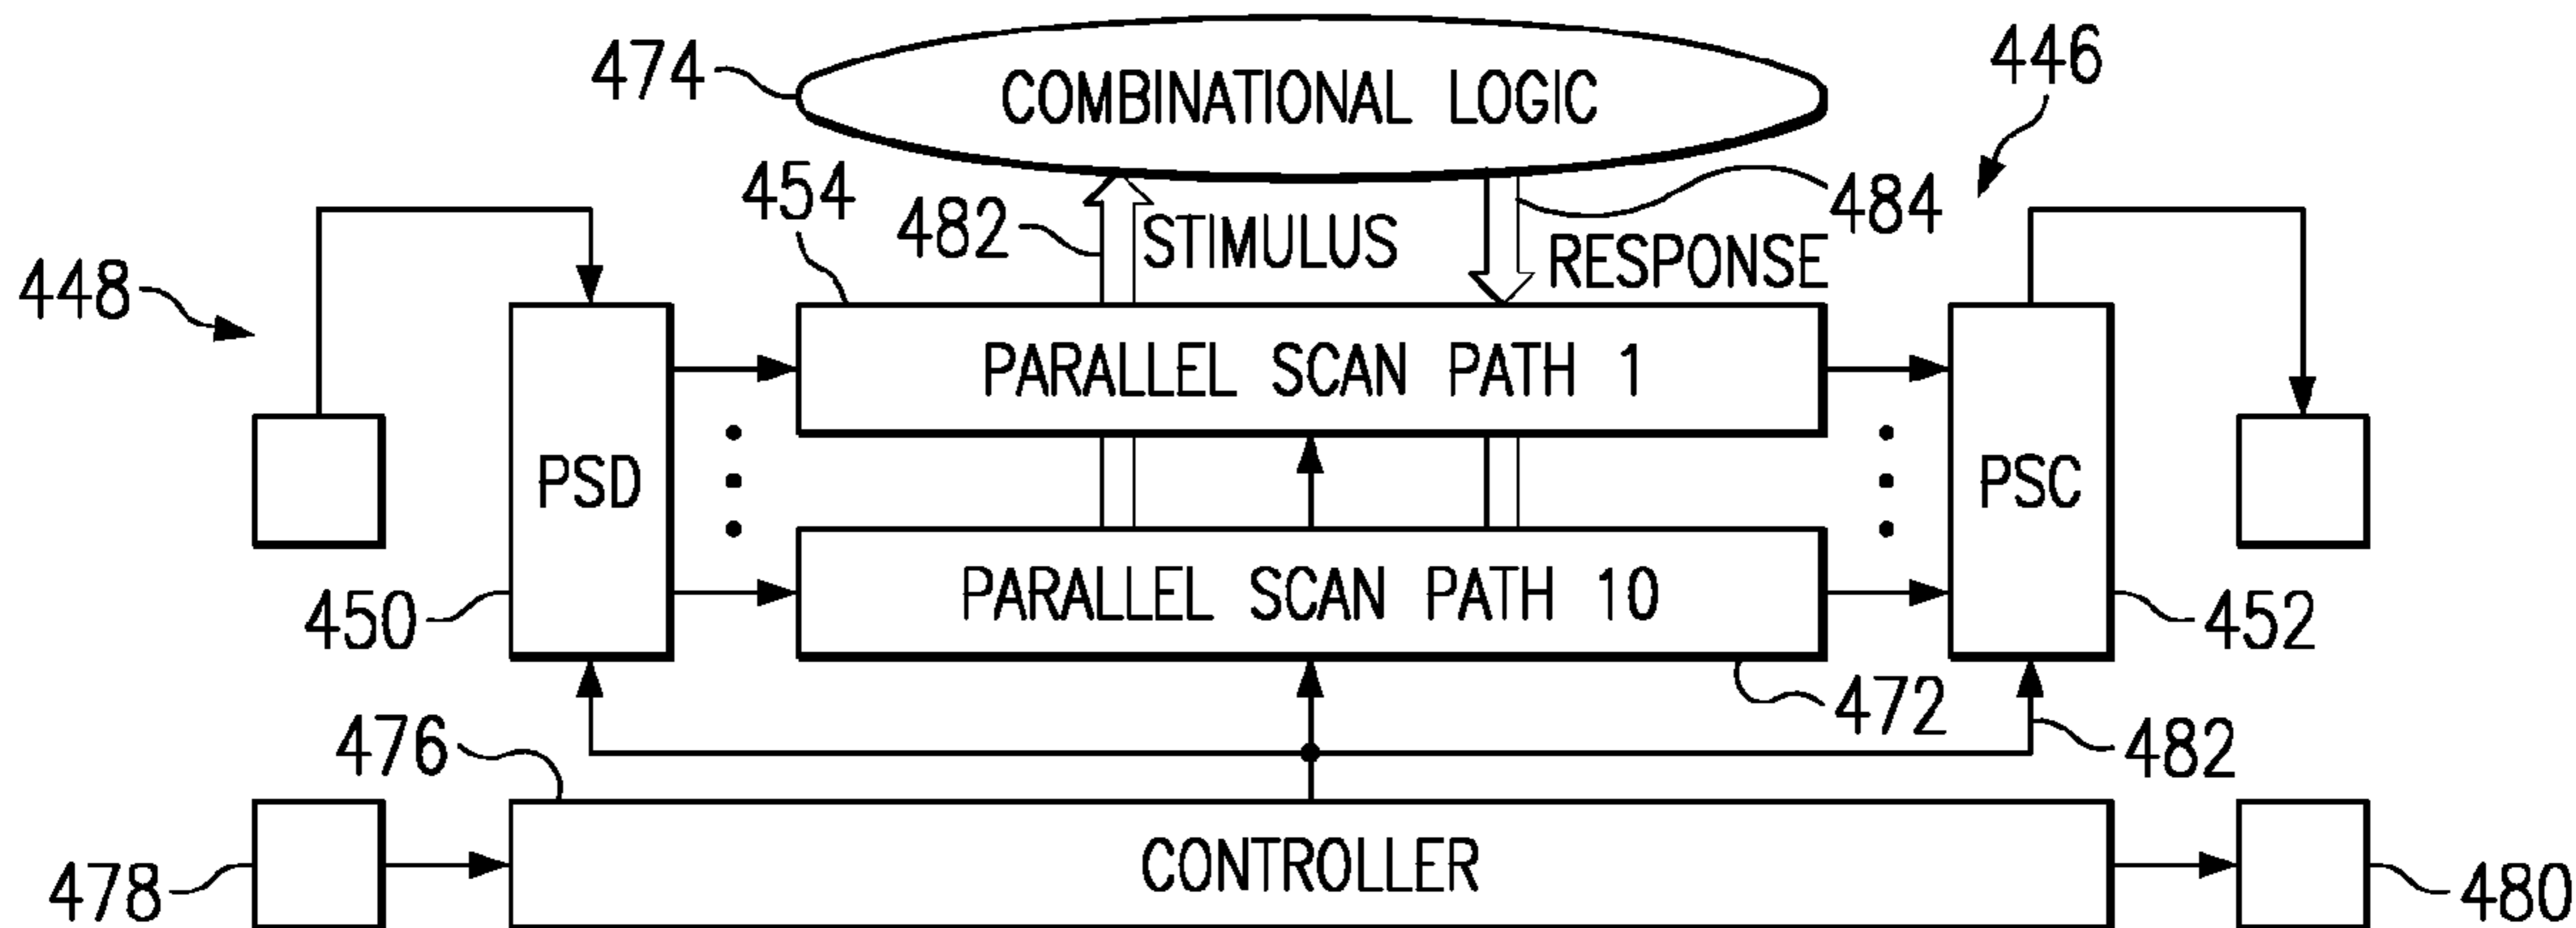 474
COMBINATIONAL LOGIC
446
454
482
STIMULUS
484
RESPONSE
448
PARALLEL SCAN PATH 1
PSD
PSC
PARALLEL SCAN PATH 10
450
452
472
476
482
CONTROLLER
478
480